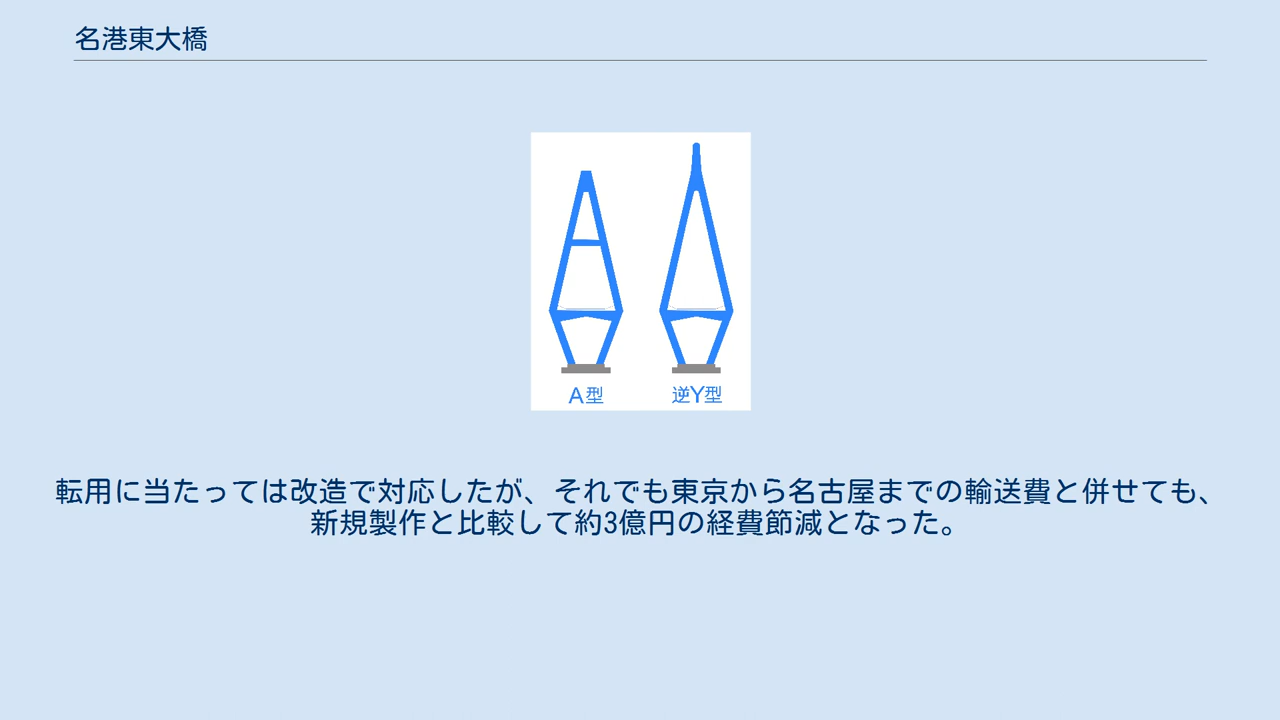 名港東大橋
A型 逆Y型
転用に当たっては改造で対応したが、それでも東京から名古屋までの輸送費と併せても、
新規製作と比較して約3億円の経費節減となった。